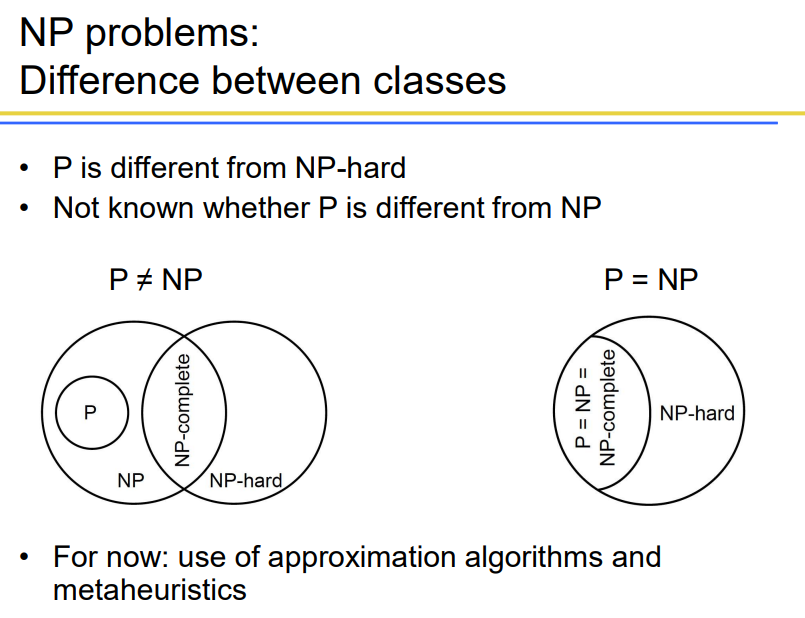 NP problems:
Difference between classes
• P is different from NP-hard
• Not known whether P is different from NP
P ≠ NP
P = NP
P
NP
NP-complete
NP-hard
P = NP =
NP-complete
NP-hard
• For now: use of approximation algorithms and
metaheuristics